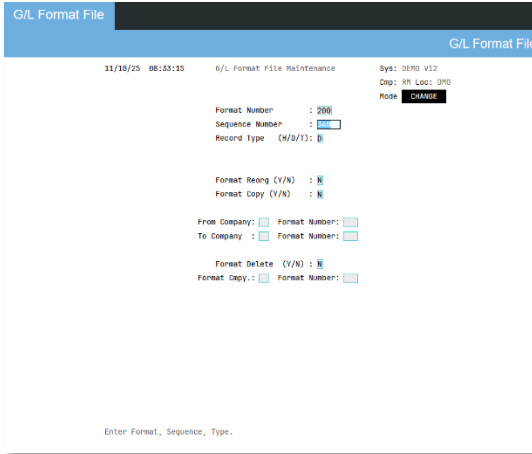 G/L Format File
G/L Format File
11/10/25 08:33:15 G/L Format File Maintenance Sys: DEMO V12
Cmp: RM Loc: DMO
Mode CHANGE
Format Number : 200
Sequence Number :
Record Type (H/D/T): D
Format Reorg (Y/N) : N
Format Copy (Y/N) : N
From Company: Format Number:
To Company : Format Number:
Format Delete (Y/N) : N
Format Cmpy.: Format Number:
Enter Format, Sequence, Type.